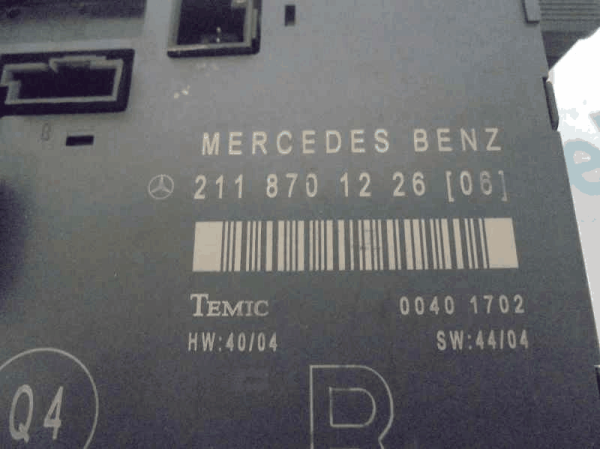 MERCEDES BENZ
211 870 12 26 [06]
TEMIC 0040 1702
HW:40/04 SW:44/04
Q4
R